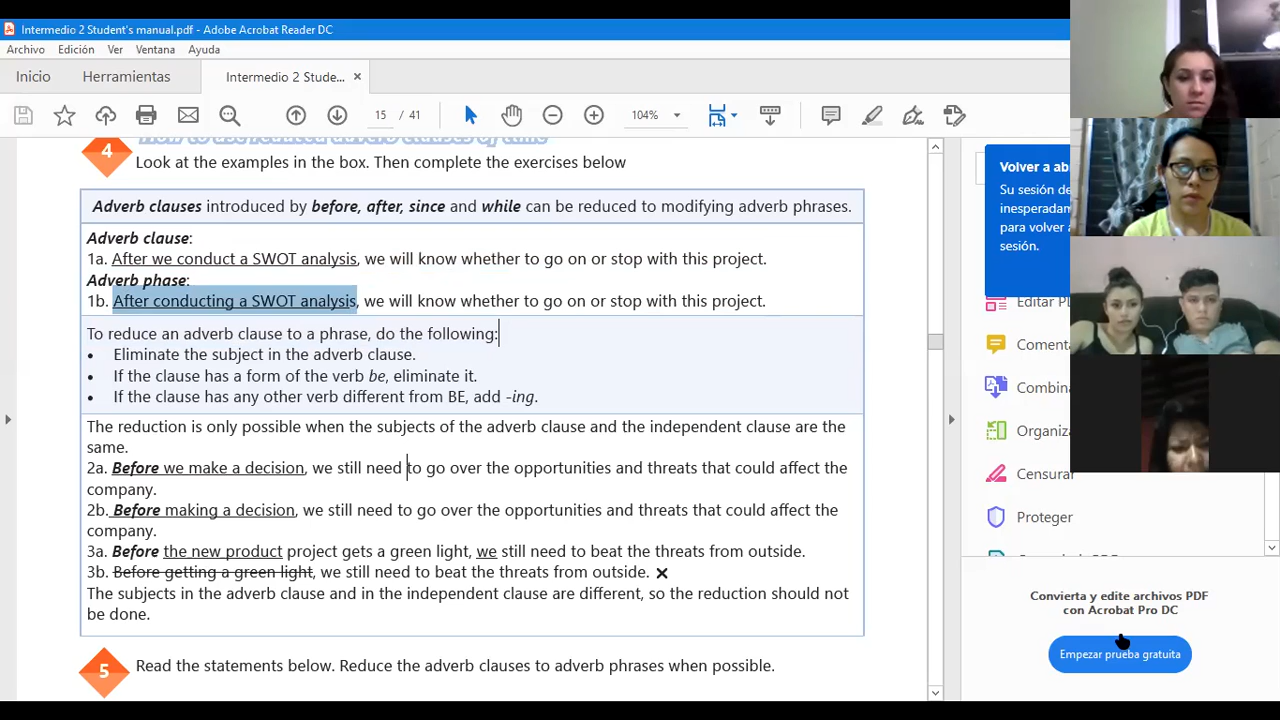 Intermedio 2 Student's manual.pdf - Adobe Acrobat Reader DC
Archivo Edición Ver Ventana Ayuda
Inicio Herramientas Intermedio 2 Stude... ×
15 / 41 104%
4 How to use reduced adverb clauses of time
Look at the examples in the box. Then complete the exercises below
Adverb clauses introduced by before, after, since and while can be reduced to modifying adverb phrases.
Adverb clause:
1a. After we conduct a SWOT analysis, we will know whether to go on or stop with this project.
Adverb phase:
1b. After conducting a SWOT analysis, we will know whether to go on or stop with this project.
To reduce an adverb clause to a phrase, do the following:
• Eliminate the subject in the adverb clause.
• If the clause has a form of the verb be, eliminate it.
• If the clause has any other verb different from BE, add -ing.
The reduction is only possible when the subjects of the adverb clause and the independent clause are the
same.
2a. Before we make a decision, we still need to go over the opportunities and threats that could affect the
company.
2b. Before making a decision, we still need to go over the opportunities and threats that could affect the
company.
3a. Before the new product project gets a green light, we still need to beat the threats from outside.
3b. Before getting a green light, we still need to beat the threats from outside. ×
The subjects in the adverb clause and in the independent clause are different, so the reduction should not
be done.
5 Read the statements below. Reduce the adverb clauses to adverb phrases when possible.
Volver a ab
Su sesión de
inesperadam
para volver a
sesión.
Editar P
Coment
Combin
Organiz
Censurar
Proteger
Convierta y edite archivos PDF
con Acrobat Pro DC
Empezar prueba gratuita